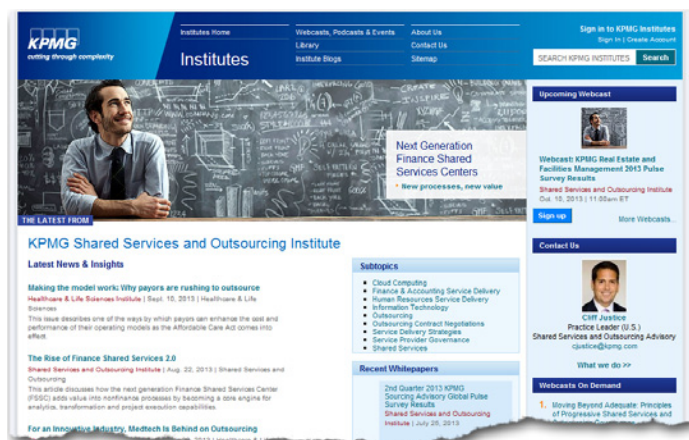 KPMG
cutting through complexity
Institutes Home
Institutes
Webcasts, Podcasts & Events
Library
Institute Blogs
About Us
Contact Us
Sitemap
Sign in to KPMG Institutes
Sign In | Create Account
SEARCH KPMG INSTITUTES
Search
CREATE
INSPIRE
Next Generation
Finance Shared
Services Centers
New processes, new value
THE LATEST FROM
KPMG Shared Services and Outsourcing Institute
Latest News & Insights
Making the model work: Why payors are rushing to outsource
Healthcare & Life Sciences Institute | Sept. 10, 2013 | Healthcare & Life
Sciences
This issue describes one of the ways by which payors can enhance the cost and
performance of their operating models as the Affordable Care Act comes into
effect.
The Rise of Finance Shared Services 2.0
Shared Services and Outsourcing Institute | Aug. 22, 2013 | Shared Services and
Outsourcing
This article discusses how the next generation Finance Shared Services Center
(FSSC) adds value into nonfinance processes by becoming a core engine for
analytics, transformation and project execution capabilities.
For an Innovative Industry, Medtech Is Behind on Outsourcing
Subtopics
Cloud Computing
Finance & Accounting Service Delivery
Human Resources Service Delivery
Information Technology
Outsourcing
Outsourcing Contract Negotiations
Service Delivery Strategies
Service Provider Governance
Shared Services
Recent Whitepapers
2nd Quarter 2013 KPMG
Sourcing Advisory Global Pulse
Survey Results
Shared Services and Outsourcing
Institute | July 25, 2013
Upcoming Webcast
Webcast: KPMG Real Estate and
Facilities Management 2013 Pulse
Survey Results
Shared Services and Outsourcing Institute
Oct. 10, 2013 | 11:00am ET
Sign up
More Webcasts...
Contact Us
Cliff Justice
Practice Leader (U.S.)
Shared Services and Outsourcing Advisory
cjustice@kpmg.com
What we do >>
Webcasts On Demand
1. Moving Beyond Adequate: Principles
of Progressive Shared Services and